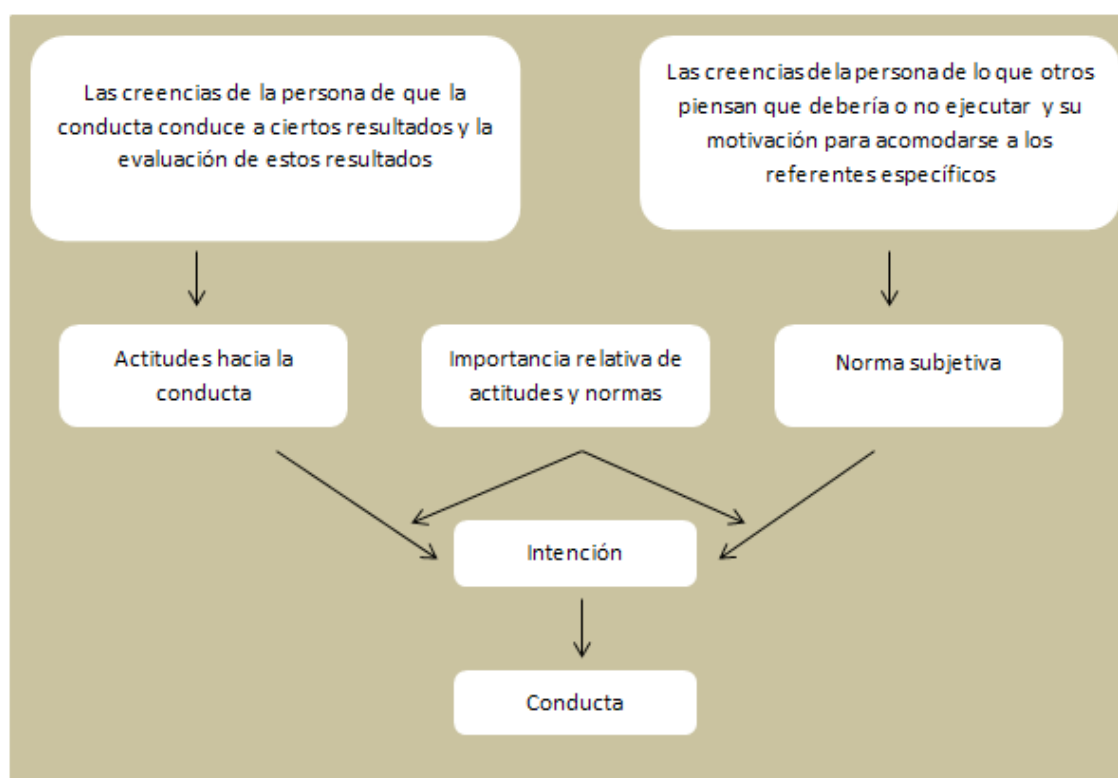 Las creencias de la persona de que la
conducta conduce a ciertos resultados y la
evaluación de estos resultados
Las creencias de la persona de lo que otros
piensan que debería o no ejecutar y su
motivación para acomodarse a los
referentes específicos
Actitudes hacia la
conducta
Importancia relativa de
actitudes y normas
Norma subjetiva
Intención
Conducta